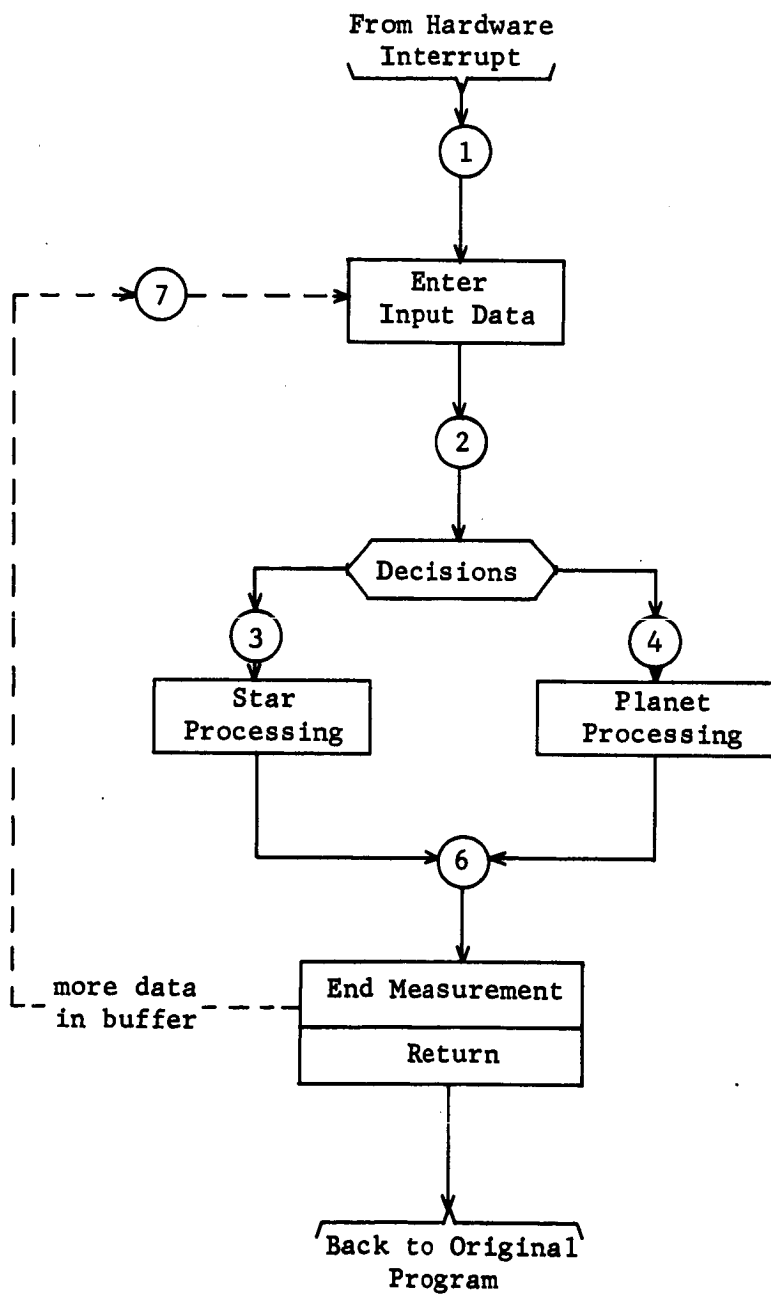 From Hardware
Interrupt
1
Enter
Input Data
7
2
Decisions
3
4
Star
Processing
Planet
Processing
6
more data
in buffer
End Measurement
Return
Back to Original
Program